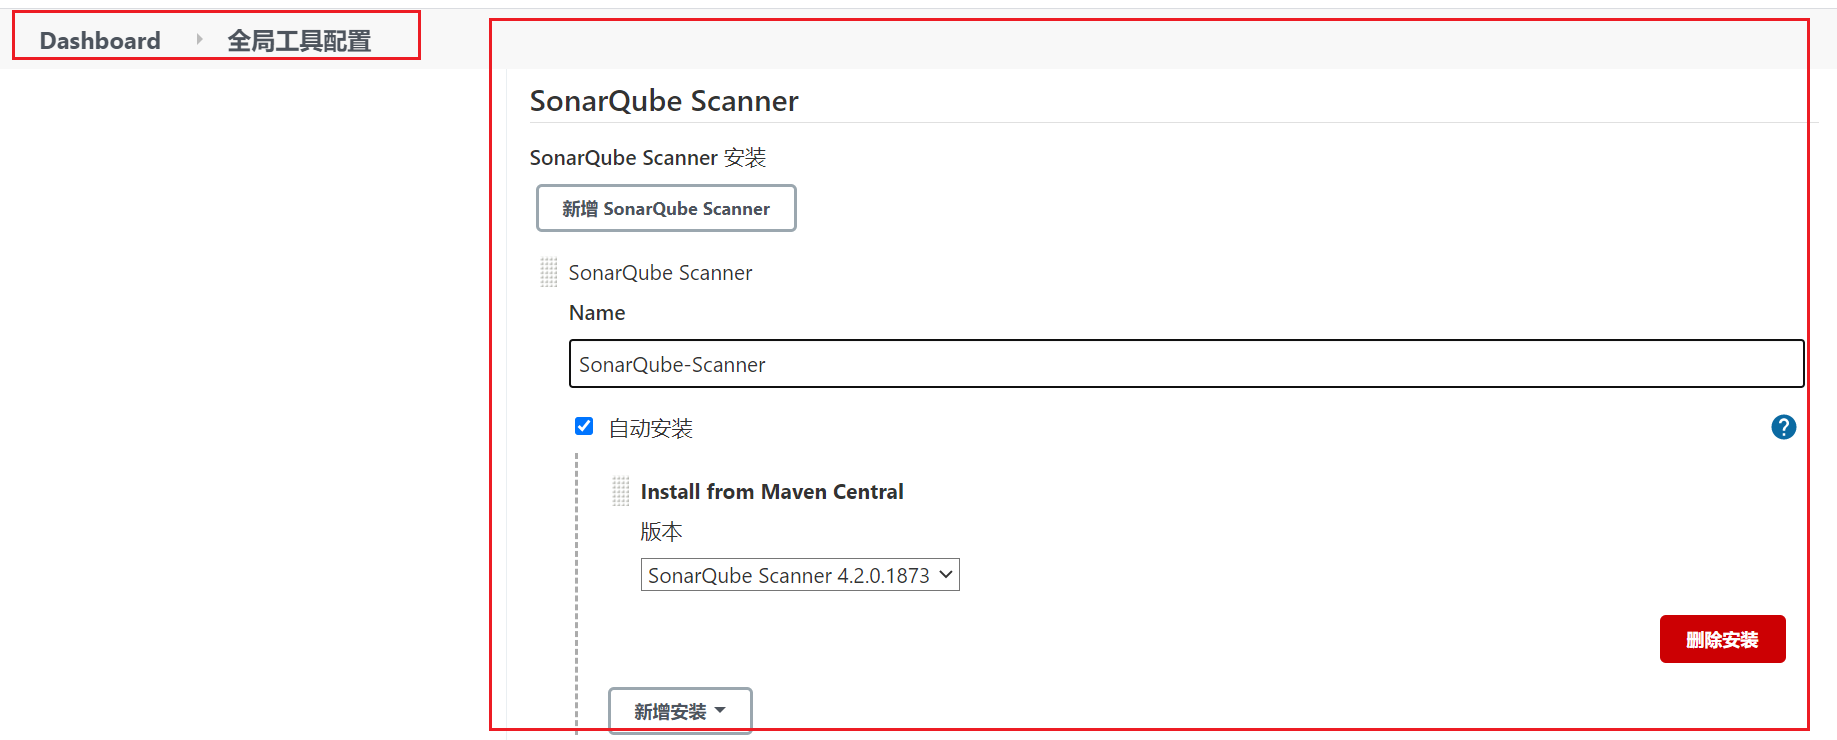 Dashboard 全局工具配置
SonarQube Scanner
SonarQube Scanner 安装
新增 SonarQube Scanner
SonarQube Scanner
Name
SonarQube-Scanner
自动安装
?
Install from Maven Central
版本
SonarQube Scanner 4.2.0.1873
删除安装
新增安装